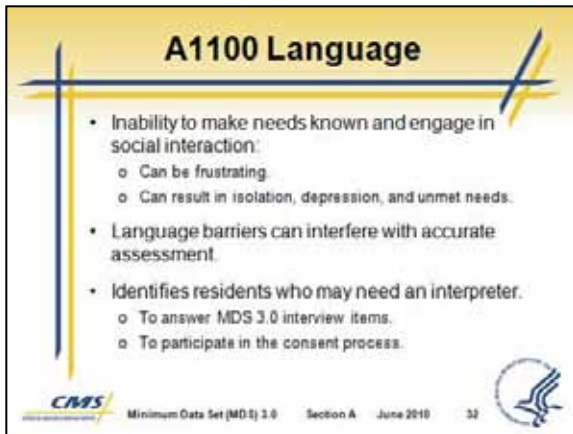 A1100 Language
• Inability to make needs known and engage in
social interaction:
o Can be frustrating.
o Can result in isolation, depression, and unmet needs.
• Language barriers can interfere with accurate
assessment.
• Identifies residents who may need an interpreter.
o To answer MDS 3.0 interview items.
o To participate in the consent process.
CMS
Minimum Data Set (MDS) 3.0 Section A June 2010 32